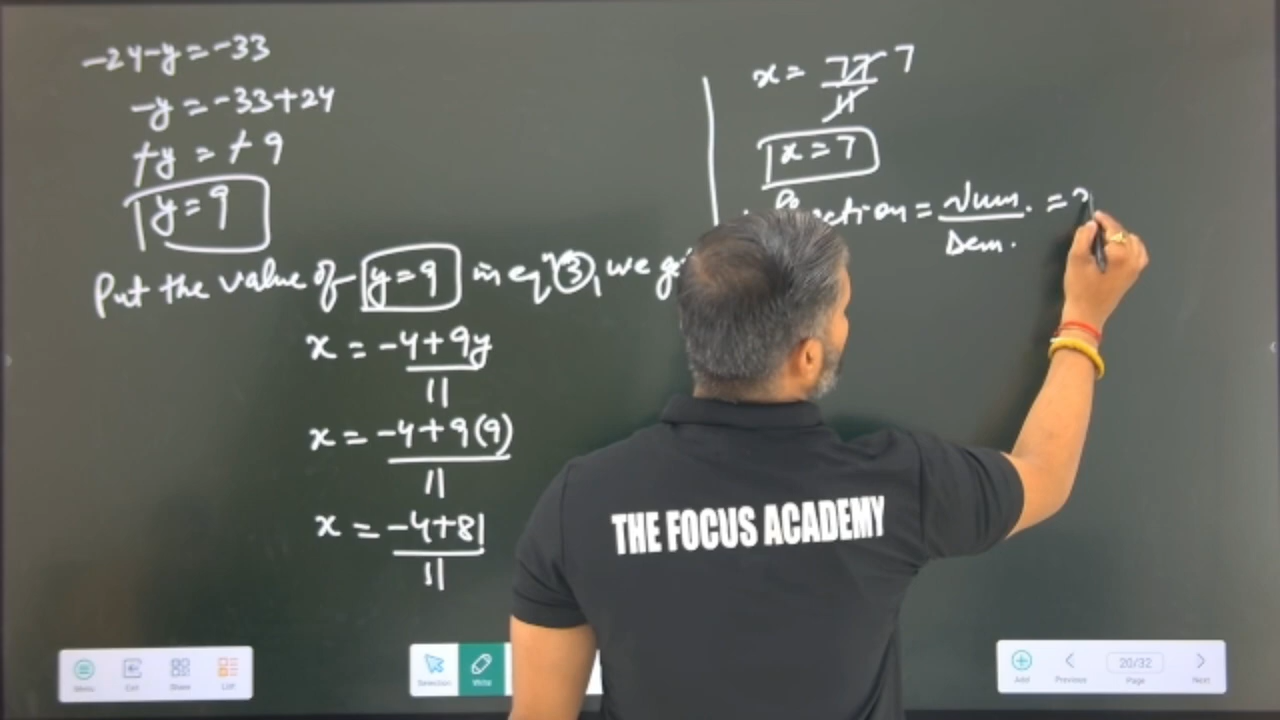 -24-y=-33
-y=-33+24
+y=+9
y=9
Put the value of y=9 in eqⁿ③, we
x = -4+9y
11
x = -4+9(9)
11
x = -4+81
11
x = 77 7
11
x=7
= Num. =
Dem.
THE FOCUS ACADEMY
Menu
Exit
Share
List
Selection
Write
Add
Previous
20/32
Page
Next